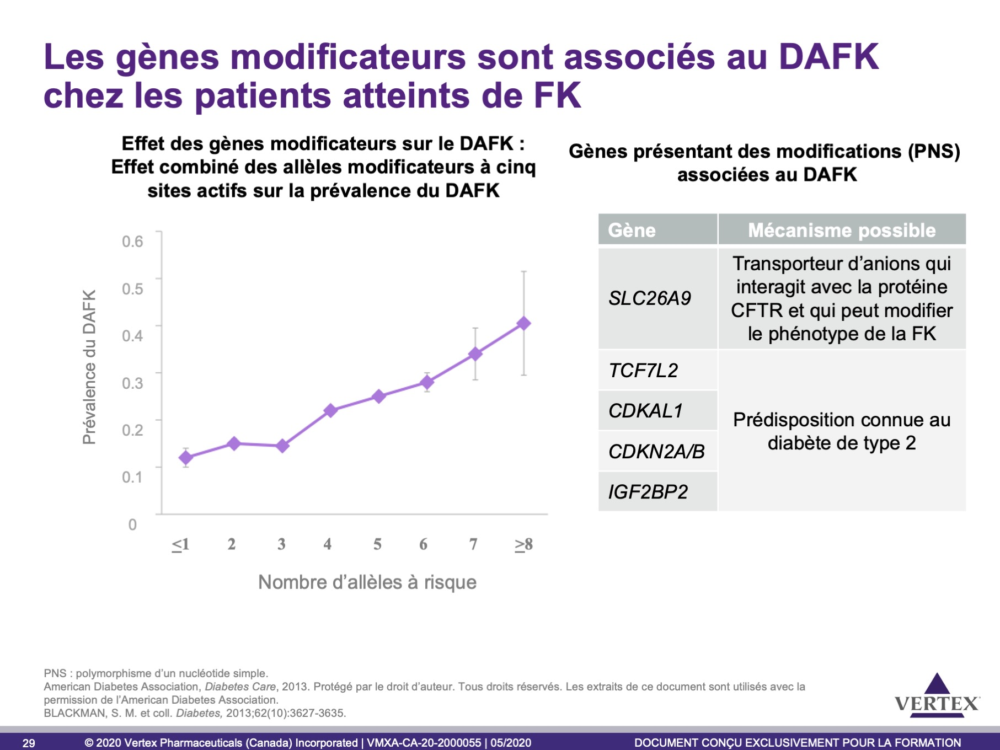 Les gènes modificateurs sont associés au DAFK
chez les patients atteints de FK
Effet des gènes modificateurs sur le DAFK :
Effet combiné des allèles modificateurs à cinq
sites actifs sur la prévalence du DAFK
Prévalence du DAFK
0.6
0.5
0.4
0.3
0.2
0.1
0
≤1 2 3 4 5 6 7 ≥8
Nombre d’allèles à risque
Gènes présentant des modifications (PNS)
associées au DAFK
Gène Mécanisme possible
SLC26A9
Transporteur d’anions qui
interagit avec la protéine
CFTR et qui peut modifier
le phénotype de la FK
TCF7L2
CDKAL1
CDKN2A/B
IGF2BP2
Prédisposition connue au
diabète de type 2
PNS : polymorphisme d’un nucléotide simple.
American Diabetes Association, Diabetes Care, 2013. Protégé par le droit d’auteur. Tous droits réservés. Les extraits de ce document sont utilisés avec la
permission de l’American Diabetes Association.
BLACKMAN, S. M. et coll. Diabetes, 2013;62(10):3627-3635.
VERTEX
29 © 2020 Vertex Pharmaceuticals (Canada) Incorporated | VMXA-CA-20-2000055 | 05/2020 DOCUMENT CONÇU EXCLUSIVEMENT POUR LA FORMATION